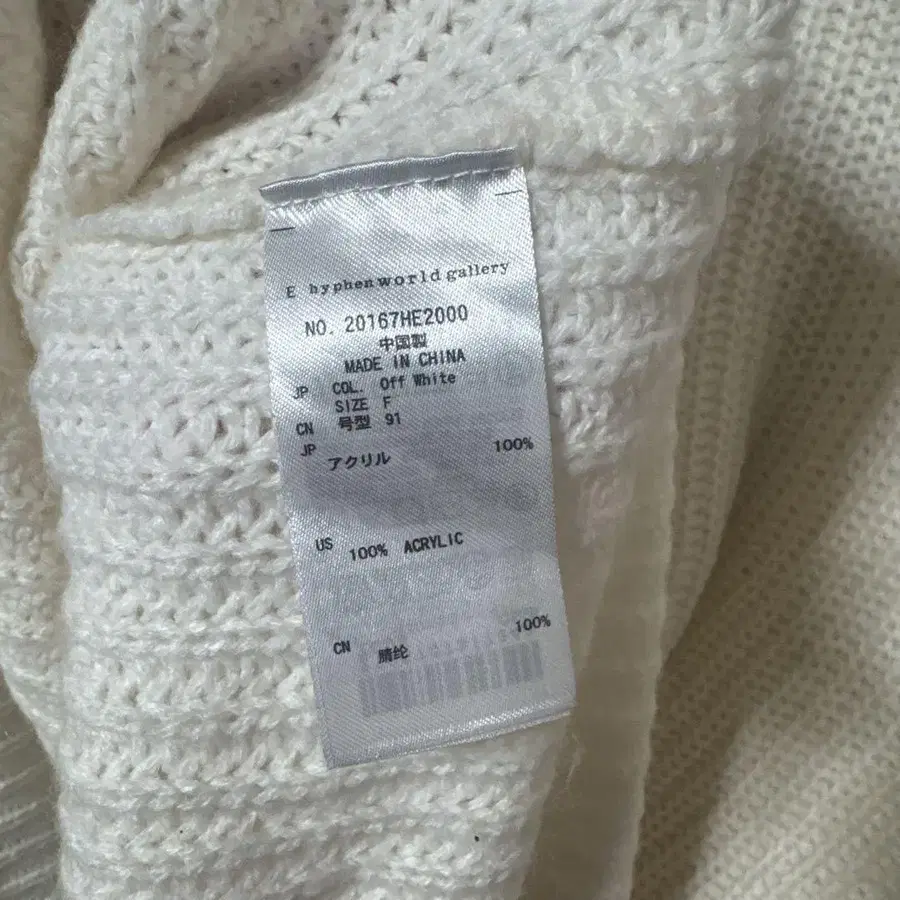 E hyphen world gallery
NO. 20167HE2000
中国製
MADE IN CHINA
JP COL. Off White
SIZE F
CN 号型 91
JP アクリル 100%
US 100% ACRYLIC
CN 腈纶 100%